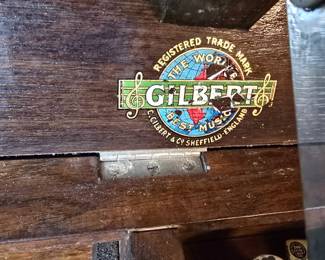 REGISTERED TRADE MARK
THE WORLD'S
GILBERT
BEST MUSIC
C. GILBERT & CO SHEFFIELD·ENGLAND